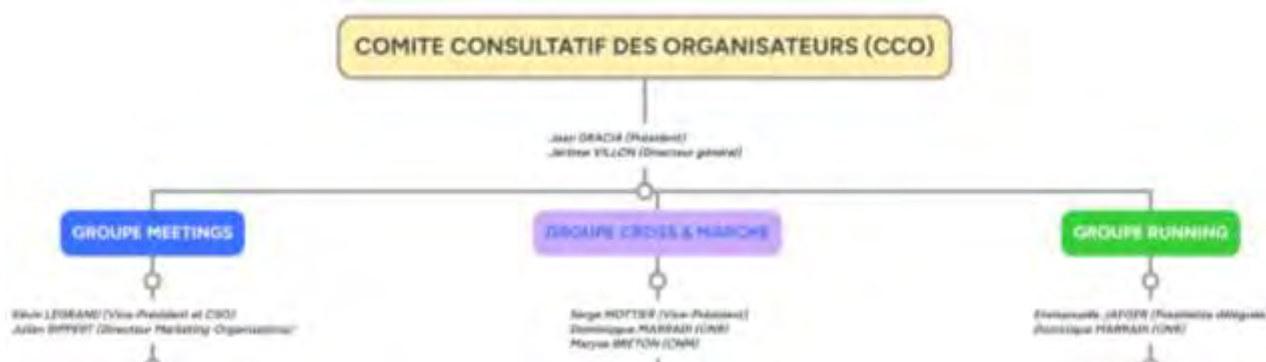 COMITE CONSULTATIF DES ORGANISATEURS (CCO)
Jean GRACIA (Président)
Jérôme VILLON (Directeur général)
GROUPE MEETINGS
GROUPE CROSS & MARCHE
GROUPE RUNNING
Kévin LEGRAND (Vice-Président et CSO)
Julien (Directeur Marketing Organisations)
Serge MOTTIER (Vice-Président)
Dominique MARRAIN (CNR)
Maryse BRETON (CNM)
Emmanuelle JAEGER (Présidente déléguée
Dominique MARRAIN (CNR)